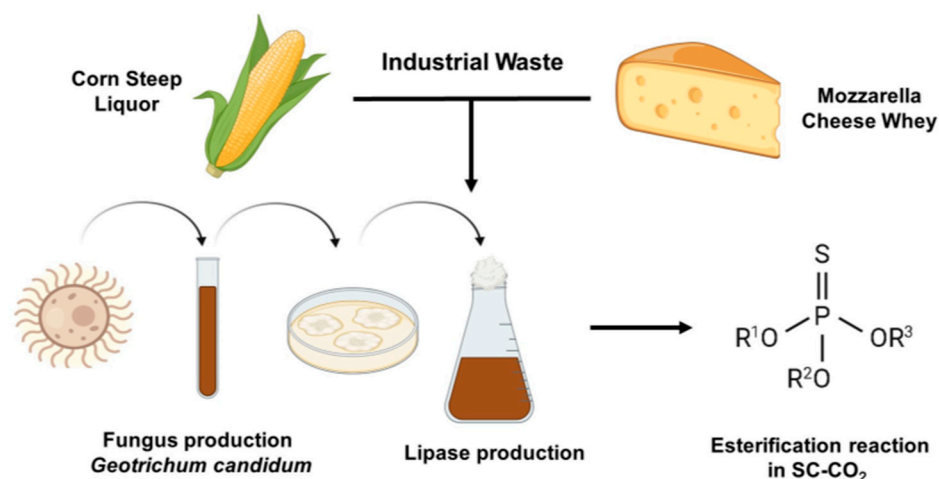 Industrial Waste
Corn Steep
Liquor
Mozzarella
Cheese Whey
S
P
R¹O
OR³
R²O
Fungus production
Geotrichum candidum
Lipase production
Esterification reaction
in SC-CO₂